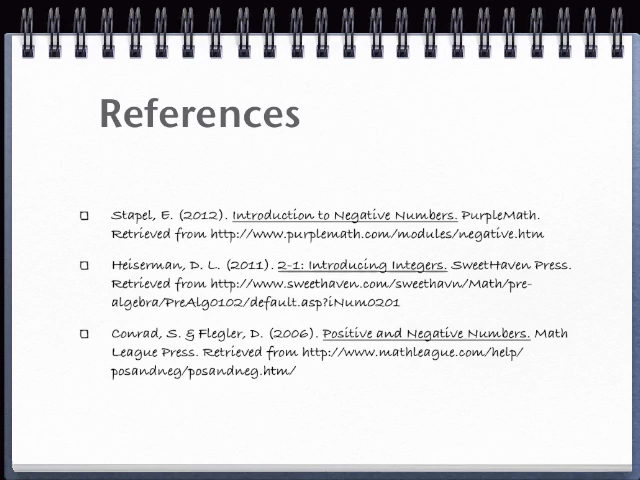 References
Stapel, E. (2012). Introduction to Negative Numbers. PurpleMath.
Retrieved from http://www.purplemath.com/modules/negative.htm
Heiserman, D. L. (2011). 2-1: Introducing Integers. SweetHaven Press.
Retrieved from http://www.sweethaven.com/sweethavn/Math/pre-
algebra/PreAlg0102/default.asp?iNum0201
Conrad, S. & Flegler, D. (2006). Positive and Negative Numbers. Math
League Press. Retrieved from http://www.mathleague.com/help/
posandneg/posandneg.htm/